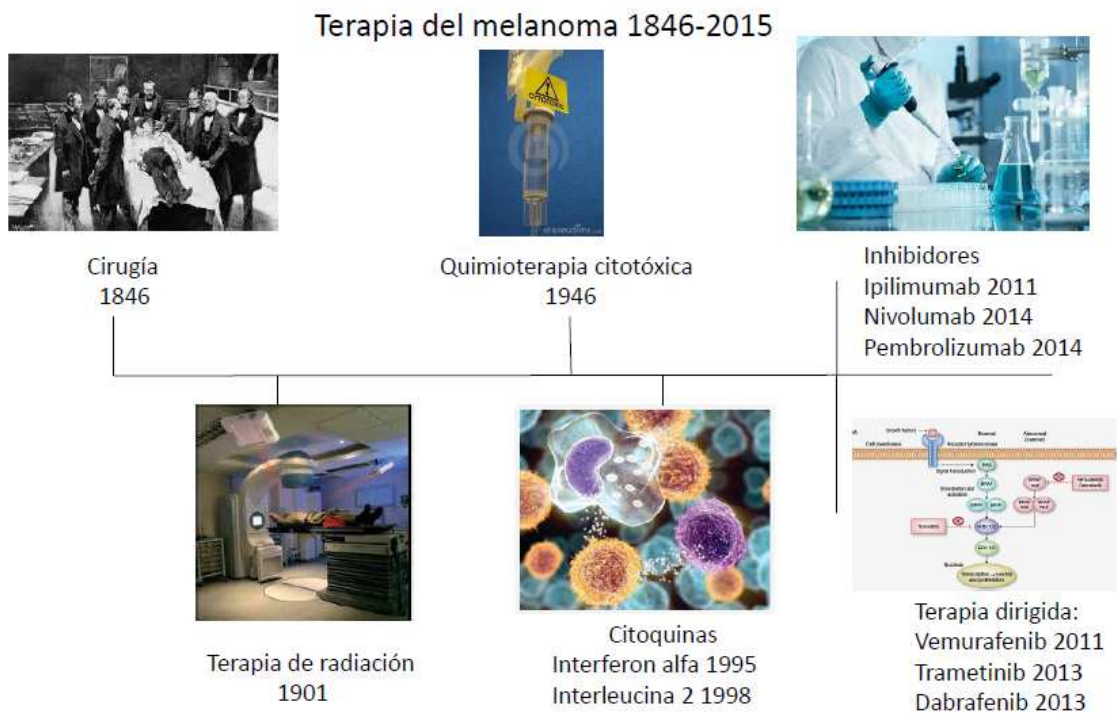 Terapia del melanoma 1846-2015
Cirugía
1846
Quimioterapia citotóxica
1946
Inhibidores
Ipilimumab 2011
Nivolumab 2014
Pembrolizumab 2014
Terapia de radiación
1901
Citoquinas
Interferon alfa 1995
Interleucina 2 1998
Terapia dirigida:
Vemurafenib 2011
Trametinib 2013
Dabrafenib 2013